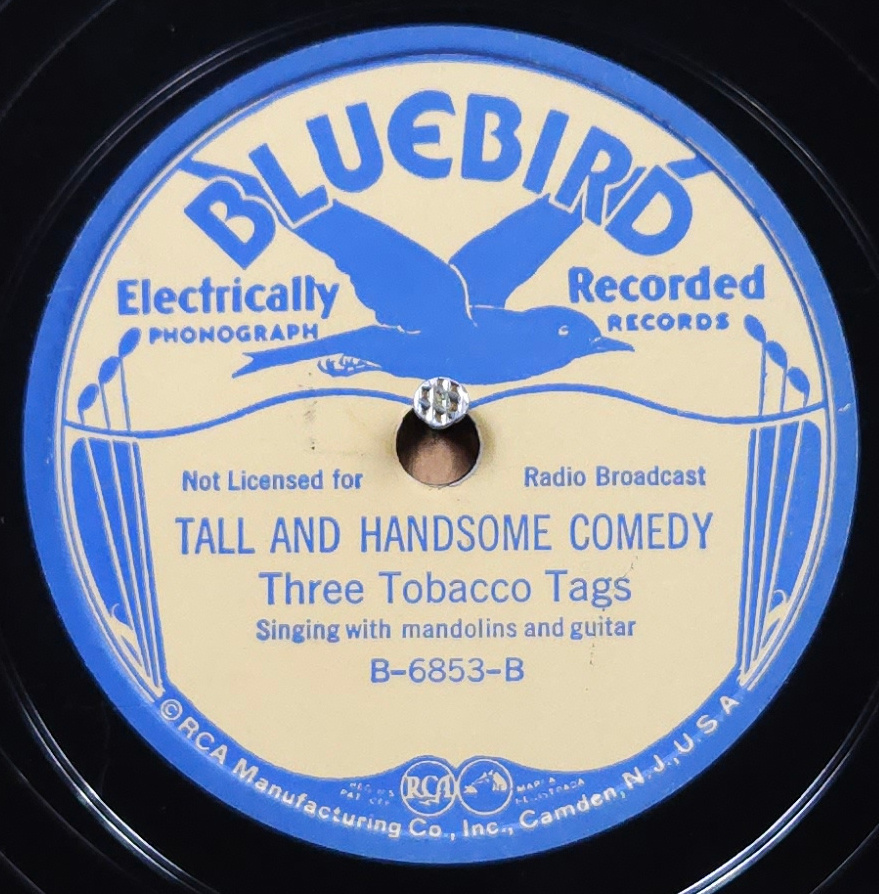 BLUEBIRD
Electrically Recorded
PHONOGRAPH RECORDS
Not Licensed for Radio Broadcast
TALL AND HANDSOME COMEDY
Three Tobacco Tags
Singing with mandolins and guitar
B-6853-B
RCA
©RCA Manufacturing Co., Inc., Camden, N.J., U.S.A